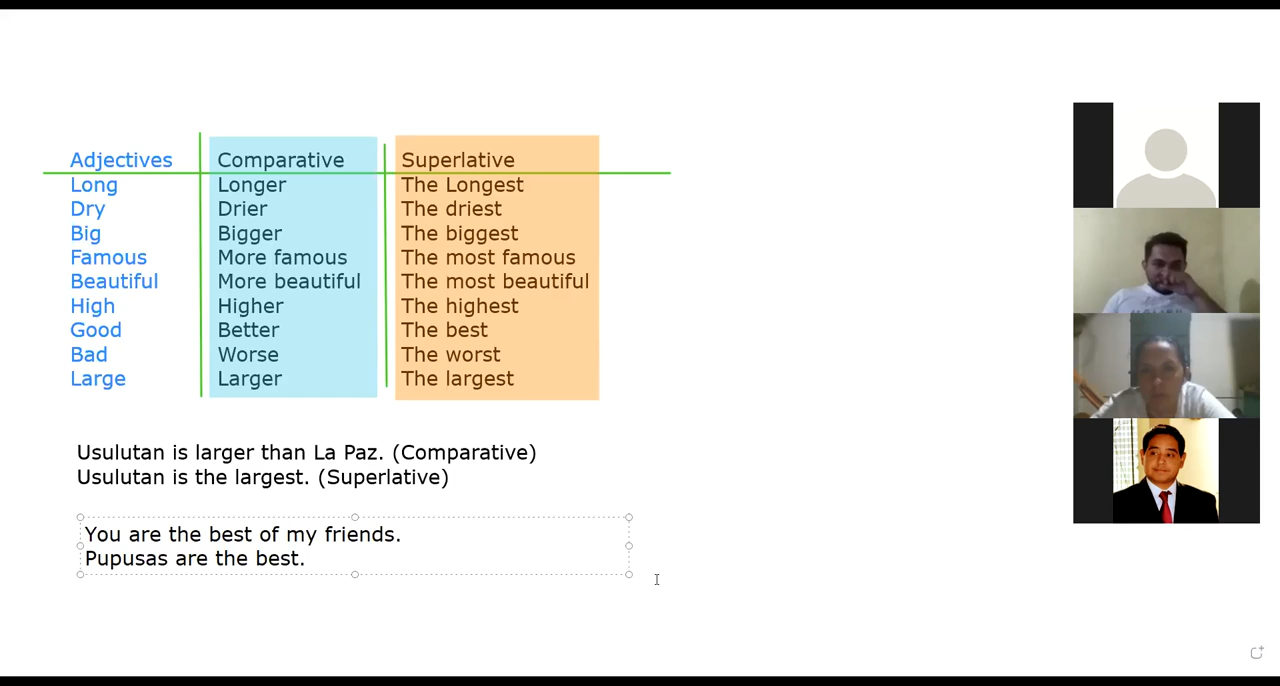 Adjectives Comparative Superlative
Long Longer The Longest
Dry Drier The driest
Big Bigger The biggest
Famous More famous The most famous
Beautiful More beautiful The most beautiful
High Higher The highest
Good Better The best
Bad Worse The worst
Large Larger The largest
Usulutan is larger than La Paz. (Comparative)
Usulutan is the largest. (Superlative)
You are the best of my friends.
Pupusas are the best.